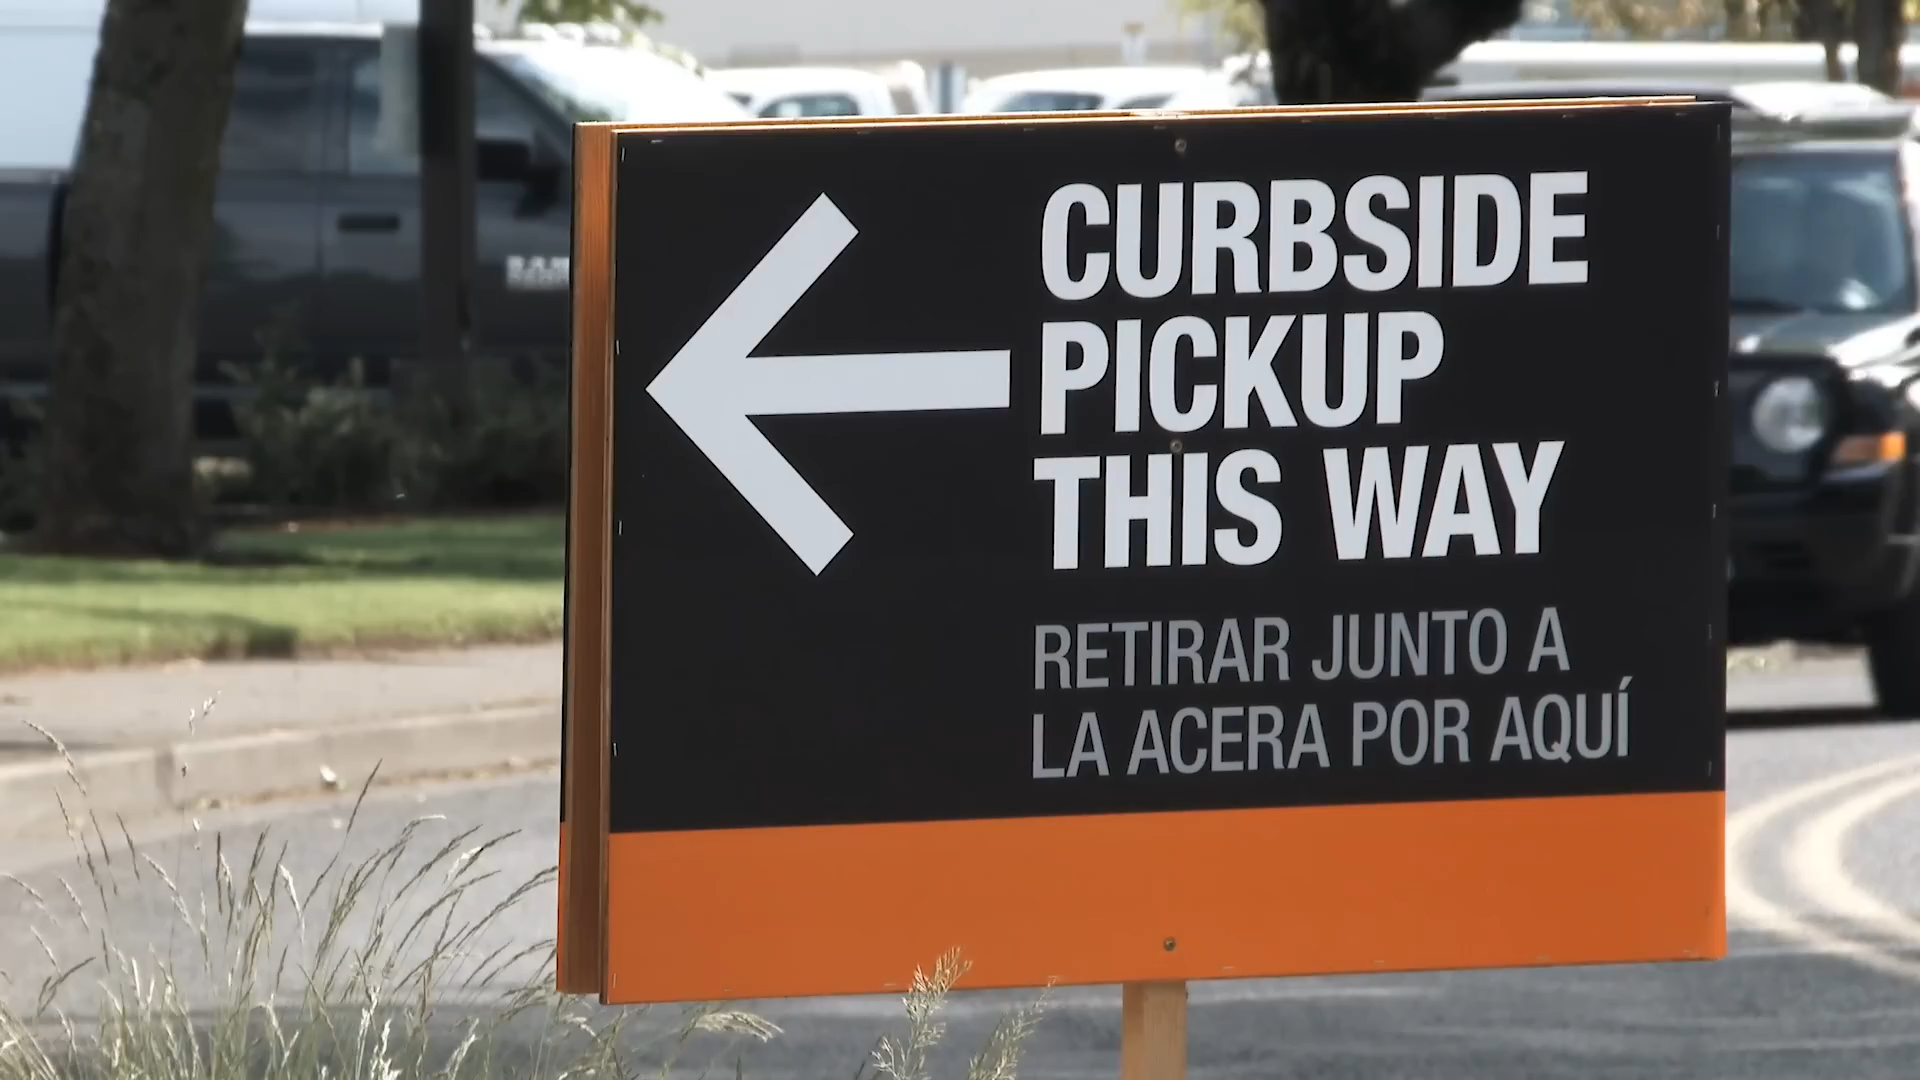 CURBSIDE
PICKUP
THIS WAY
RETIRAR JUNTO A
LA ACERA POR AQUÍ